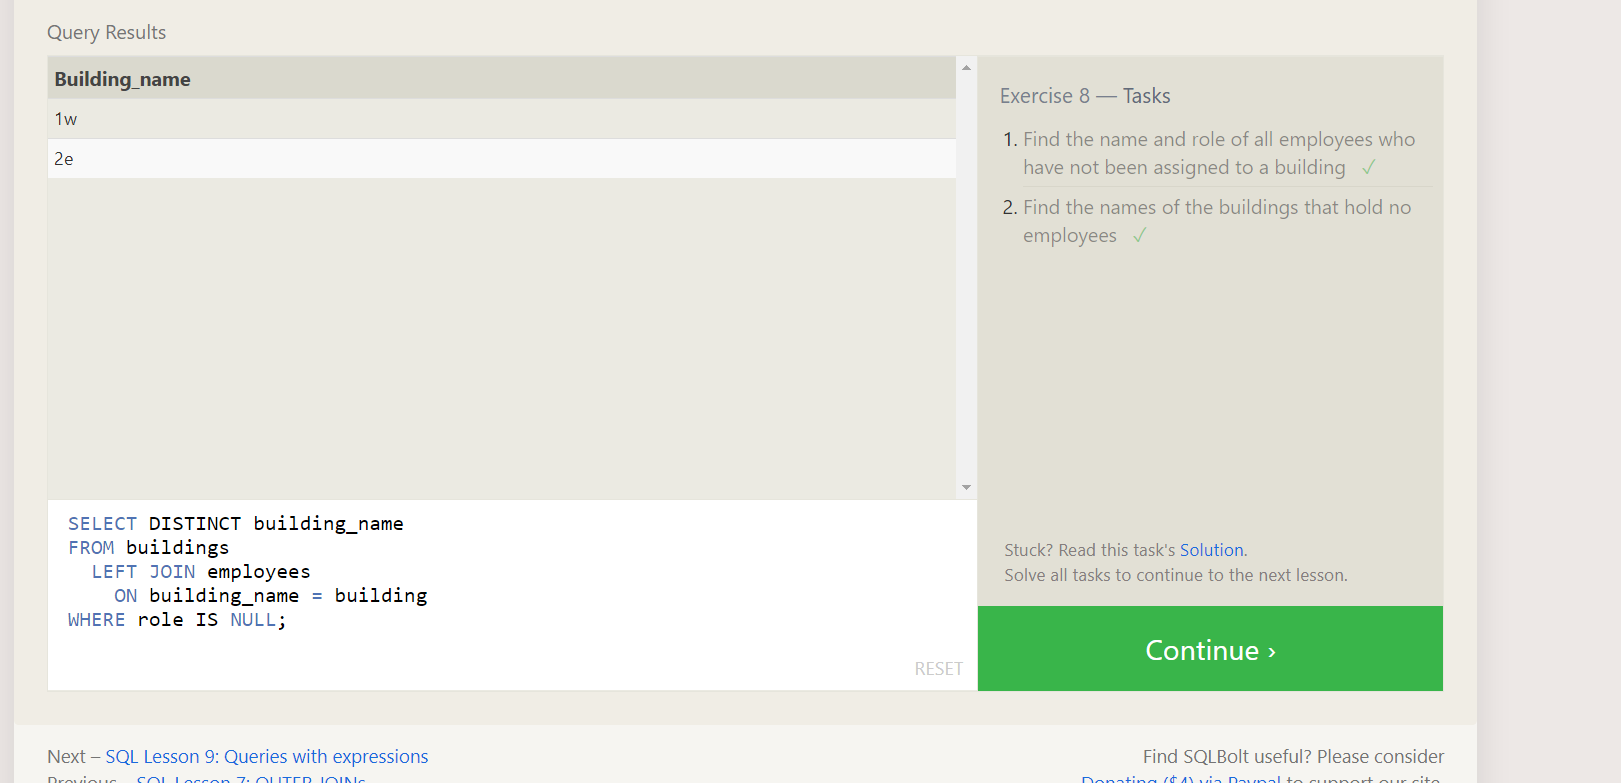 Query Results
Building_name
1w
2e
Exercise 8 — Tasks
1. Find the name and role of all employees who
have not been assigned to a building ✓
2. Find the names of the buildings that hold no
employees ✓
SELECT DISTINCT building_name
FROM buildings
  LEFT JOIN employees
    ON building_name = building
WHERE role IS NULL;
RESET
Stuck? Read this task's Solution.
Solve all tasks to continue to the next lesson.
Continue ›
Next – SQL Lesson 9: Queries with expressions
Previous – SQL Lesson 7: OUTER JOINs
Find SQLBolt useful? Please consider
Donating ($4) via Paypal to support our site.